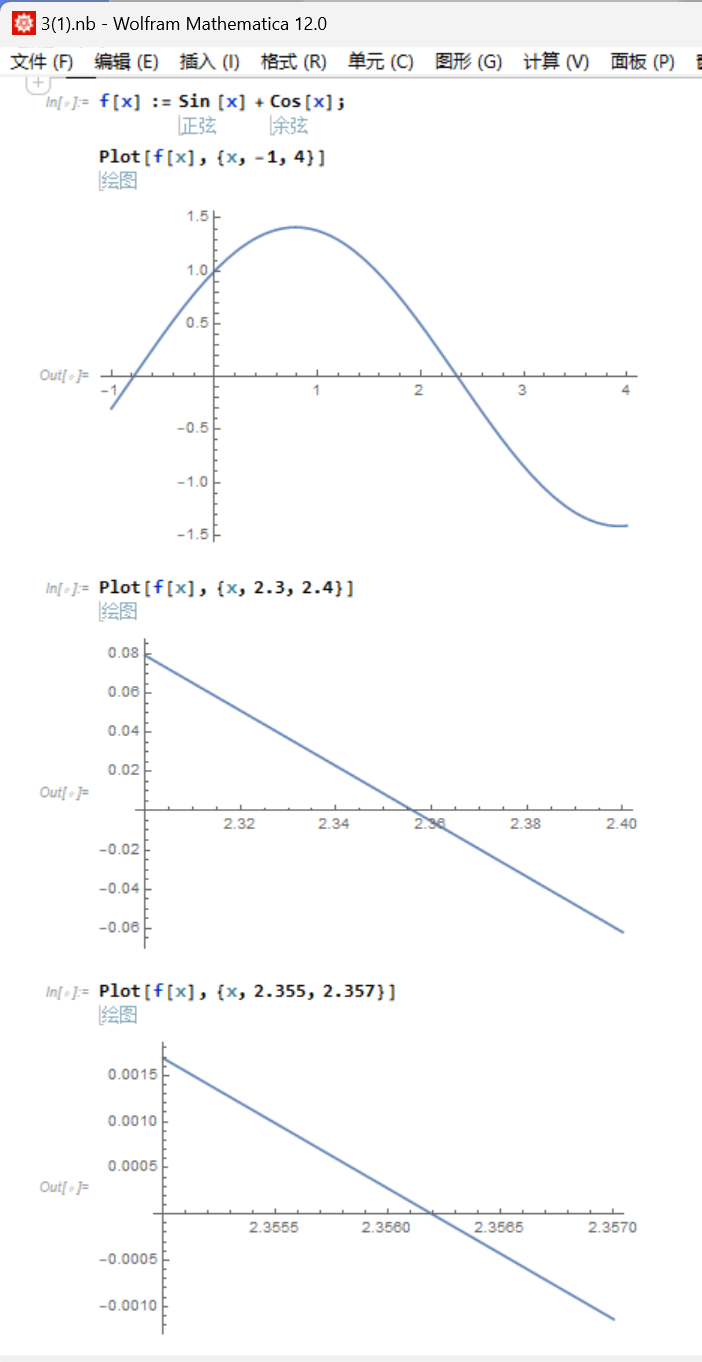 3(1).nb - Wolfram Mathematica 12.0
文件 (F) 编辑 (E) 插入 (I) 格式 (R) 单元 (C) 图形 (G) 计算 (V) 面板 (P)
In[ ]:= f[x] := Sin [x] + Cos[x];
正弦 余弦
Plot[f[x], {x, -1, 4}]
绘图
1.5
1.0
0.5
Out[ ]=
-1 1 2 3 4
-0.5
-1.0
-1.5
In[ ]:= Plot[f[x], {x, 2.3, 2.4}]
绘图
0.08
0.06
0.04
0.02
Out[ ]=
2.32 2.34 2.36 2.38 2.40
-0.02
-0.04
-0.06
In[ ]:= Plot[f[x], {x, 2.355, 2.357}]
绘图
0.0015
0.0010
0.0005
Out[ ]=
2.3555 2.3560 2.3565 2.3570
-0.0005
-0.0010